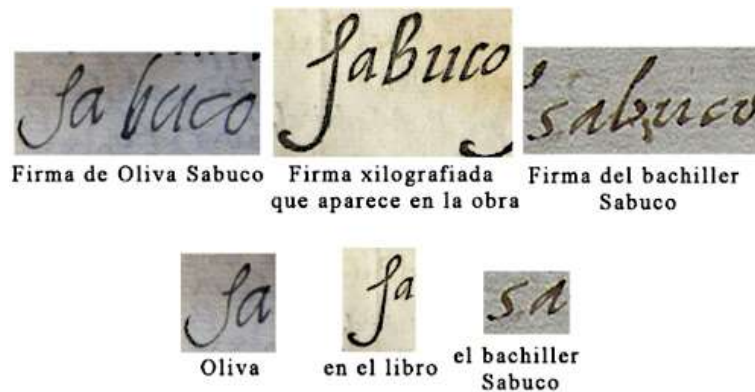 Sabuco
SaBuco
sabuco
Firma de Oliva Sabuco
Firma xilografiada
que aparece en la obra
Firma del bachiller
Sabuco
Sa
Sa
sa
Oliva
en el libro
el bachiller
Sabuco